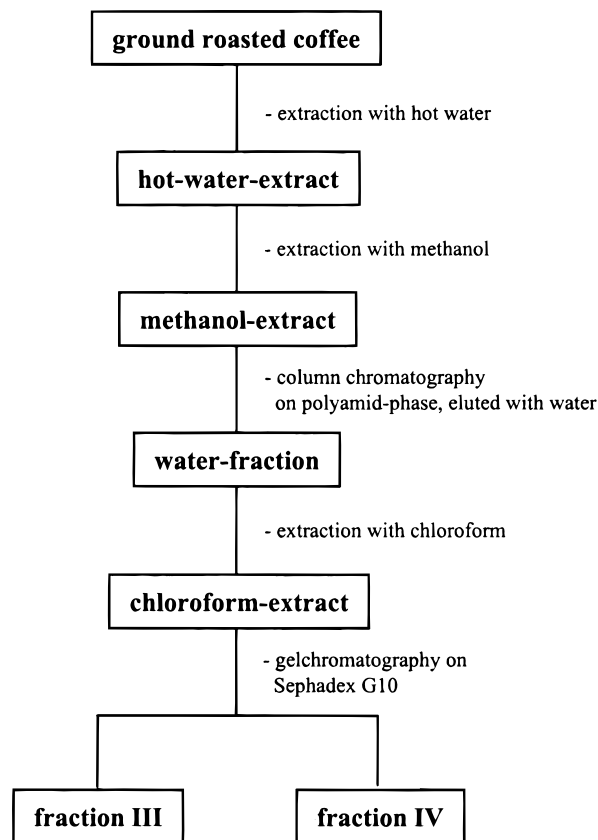 ground roasted coffee
- extraction with hot water
hot-water-extract
- extraction with methanol
methanol-extract
- column chromatography
on polyamid-phase, eluted with water
water-fraction
- extraction with chloroform
chloroform-extract
- gelchromatography on
Sephadex G10
fraction III
fraction IV